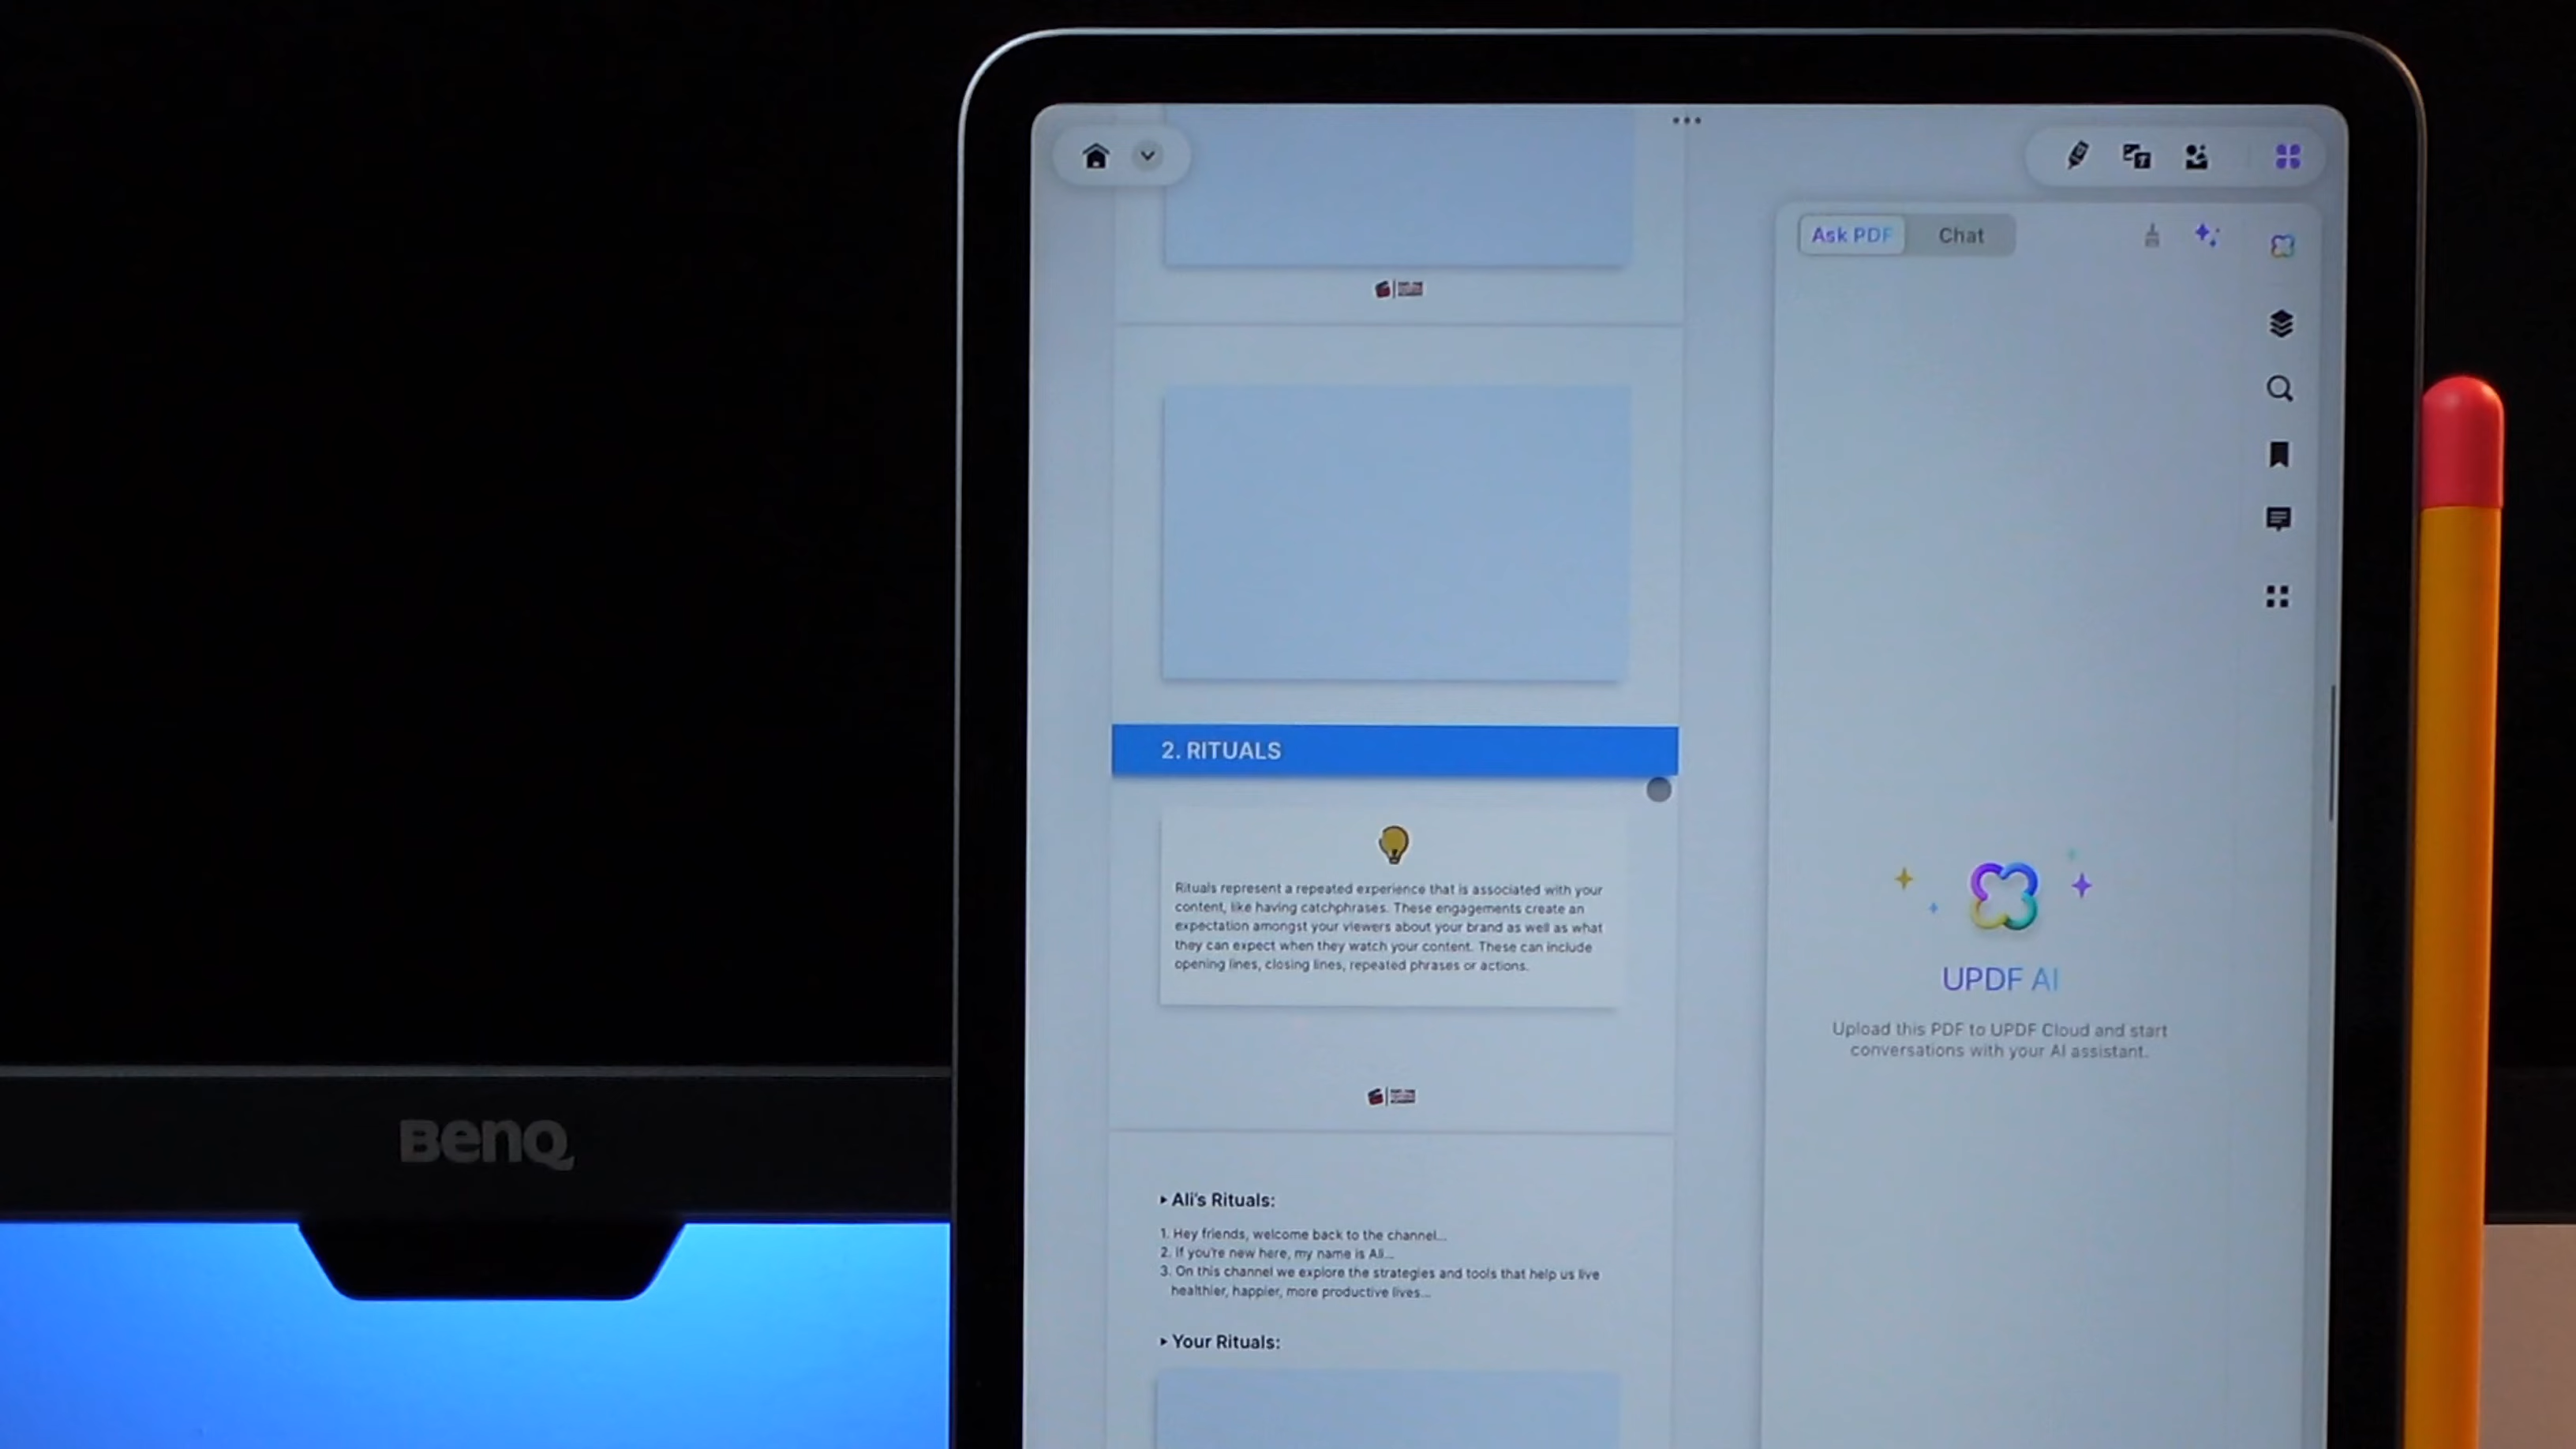 Ask PDF
Chat
2. RITUALS
Rituals represent a repeated experience that is associated with your
content, like having catchphrases. These engagements create an
expectation amongst your viewers about your brand as well as what
they can expect when they watch your content. These can include
opening lines, closing lines, repeated phrases or actions.
UPDF AI
Upload this PDF to UPDF Cloud and start
conversations with your AI assistant.
BenQ
Ali's Rituals:
1. Hey friends, welcome back to the channel...
2. If you're new here, my name is Ali...
3. On this channel we explore the strategies and tools that help us live
healthier, happier, more productive lives...
Your Rituals: